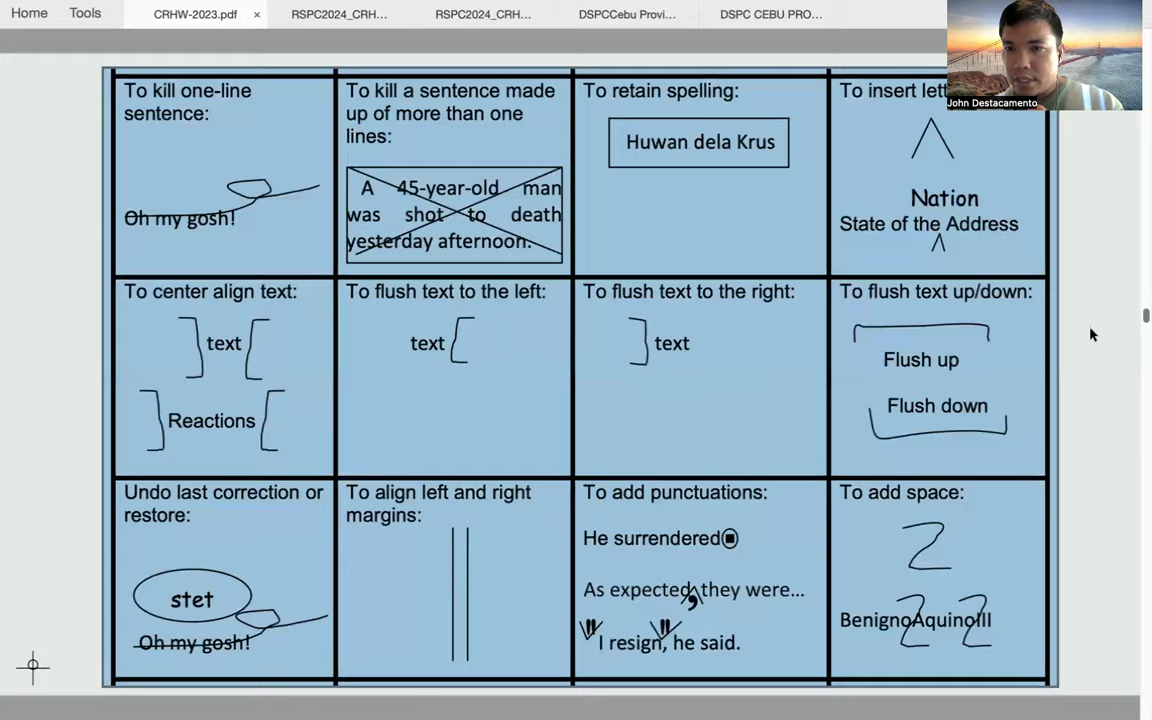 Home
Tools
CRHW-2023.pdf
×
RSPC2024_CRH...
RSPC2024_CRH...
DSPCCebu Provi...
DSPC CEBU PRO...
John Destacamento
To kill one-line
sentence:
Oh my gosh!
To kill a sentence made
up of more than one
lines:
A 45-year-old man
was shot to death
yesterday afternoon.
To retain spelling:
Huwan dela Krus
To insert
Nation
State of the Address
To center align text:
text
Reactions
To flush text to the left:
text
To flush text to the right:
text
To flush text up/down:
Flush up
Flush down
Undo last correction or
restore:
stet
Oh my gosh!
To align left and right
margins:
To add punctuations:
He surrendered
As expected, they were...
" I resign," he said.
To add space:
BenignoAquinoIII